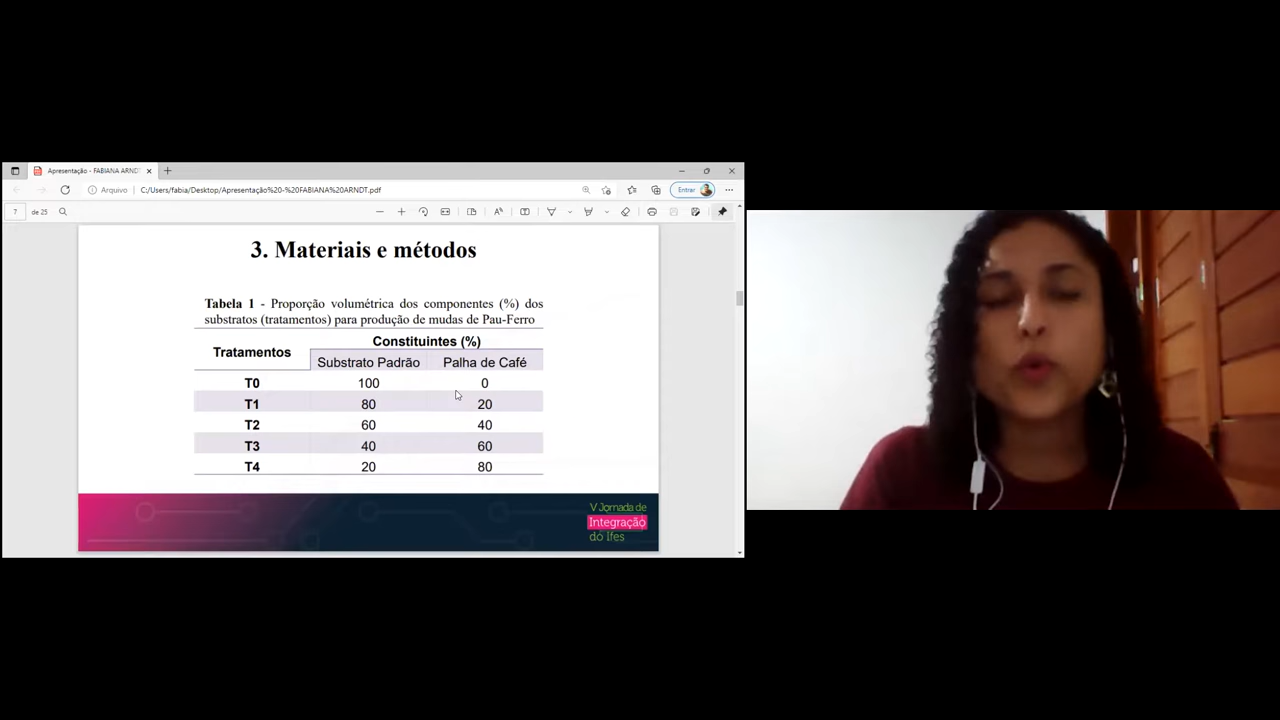 Apresentação - FABIANA ARNDT
Arquivo
C:/Users/fabia/Desktop/Apresentação%20-%20FABIANA%20ARNDT.pdf
Entrar
7 de 25
3. Materiais e métodos
Tabela 1 - Proporção volumétrica dos componentes (%) dos
substratos (tratamentos) para produção de mudas de Pau-Ferro
Tratamentos
Constituintes (%)
Substrato Padrão Palha de Café
T0 100 0
T1 80 20
T2 60 40
T3 40 60
T4 20 80
V Jornada de
Integração
do Ifes